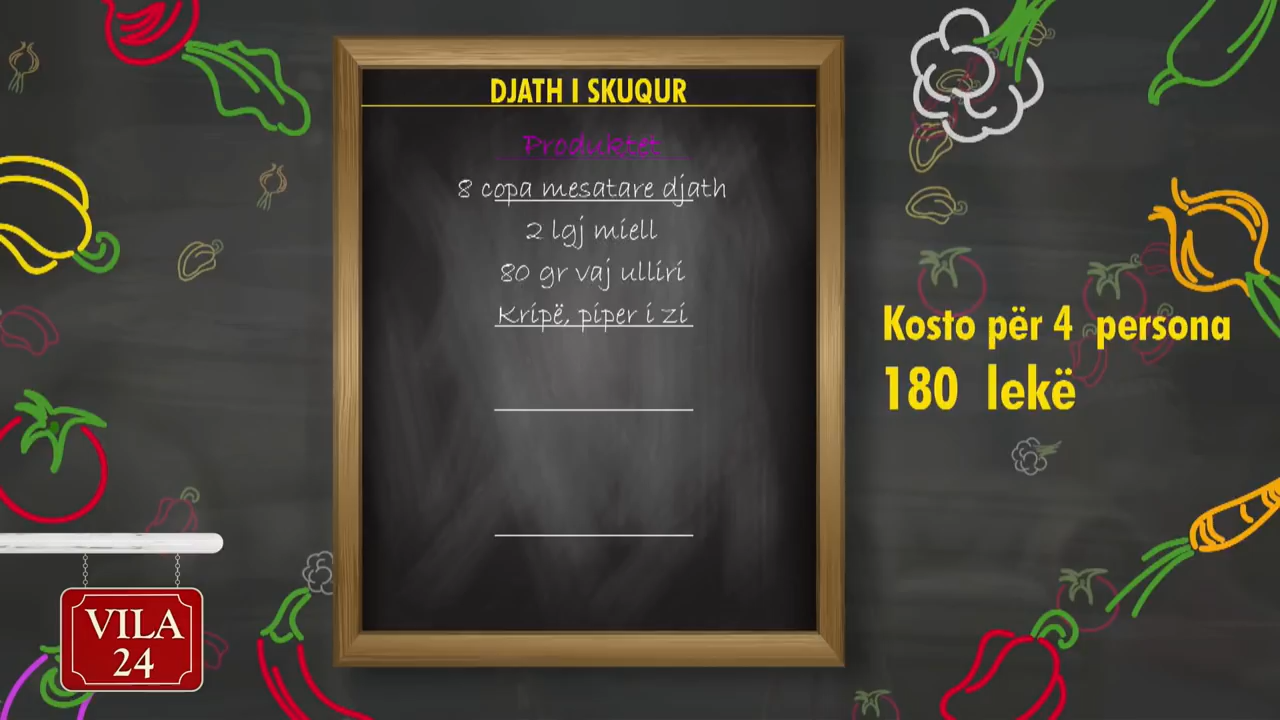 DJATH I SKUQUR
Produktet
8 copa mesatare djath
2 lgj miell
80 gr vaj ulliri
Kripë, piper i zi
Kosto për 4 persona
180 lekë
VILA
24